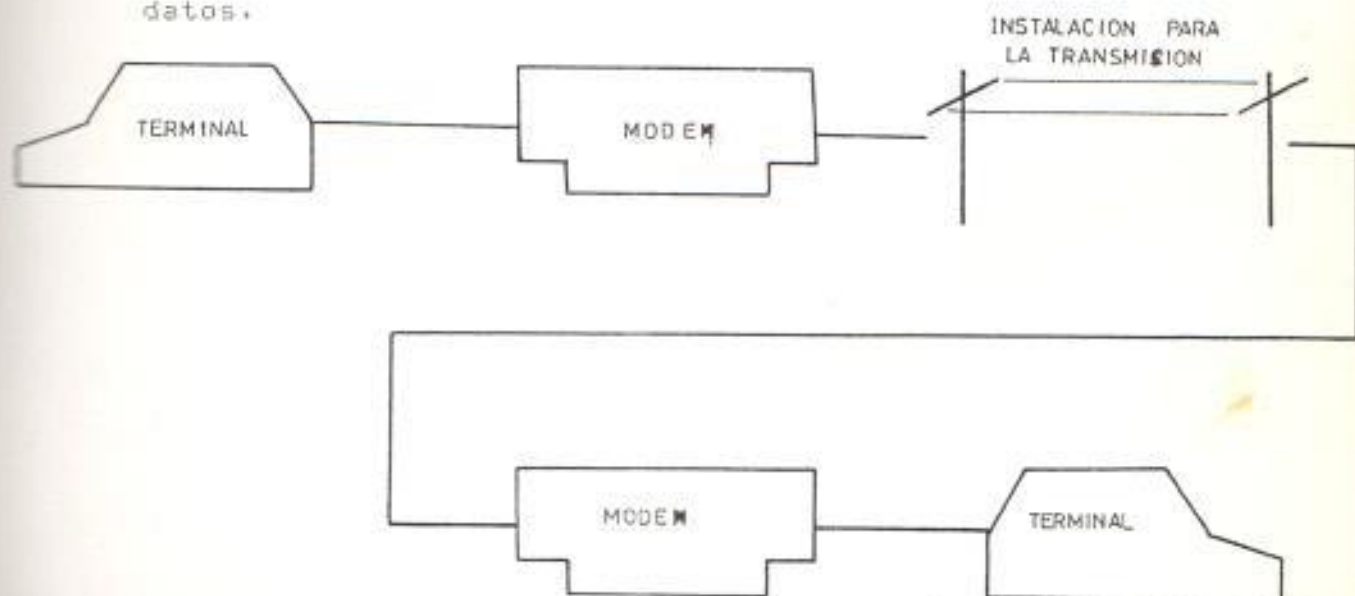 datos.
INSTALACION PARA
LA TRANSMISION
TERMINAL
MODEM
MODEM
TERMINAL